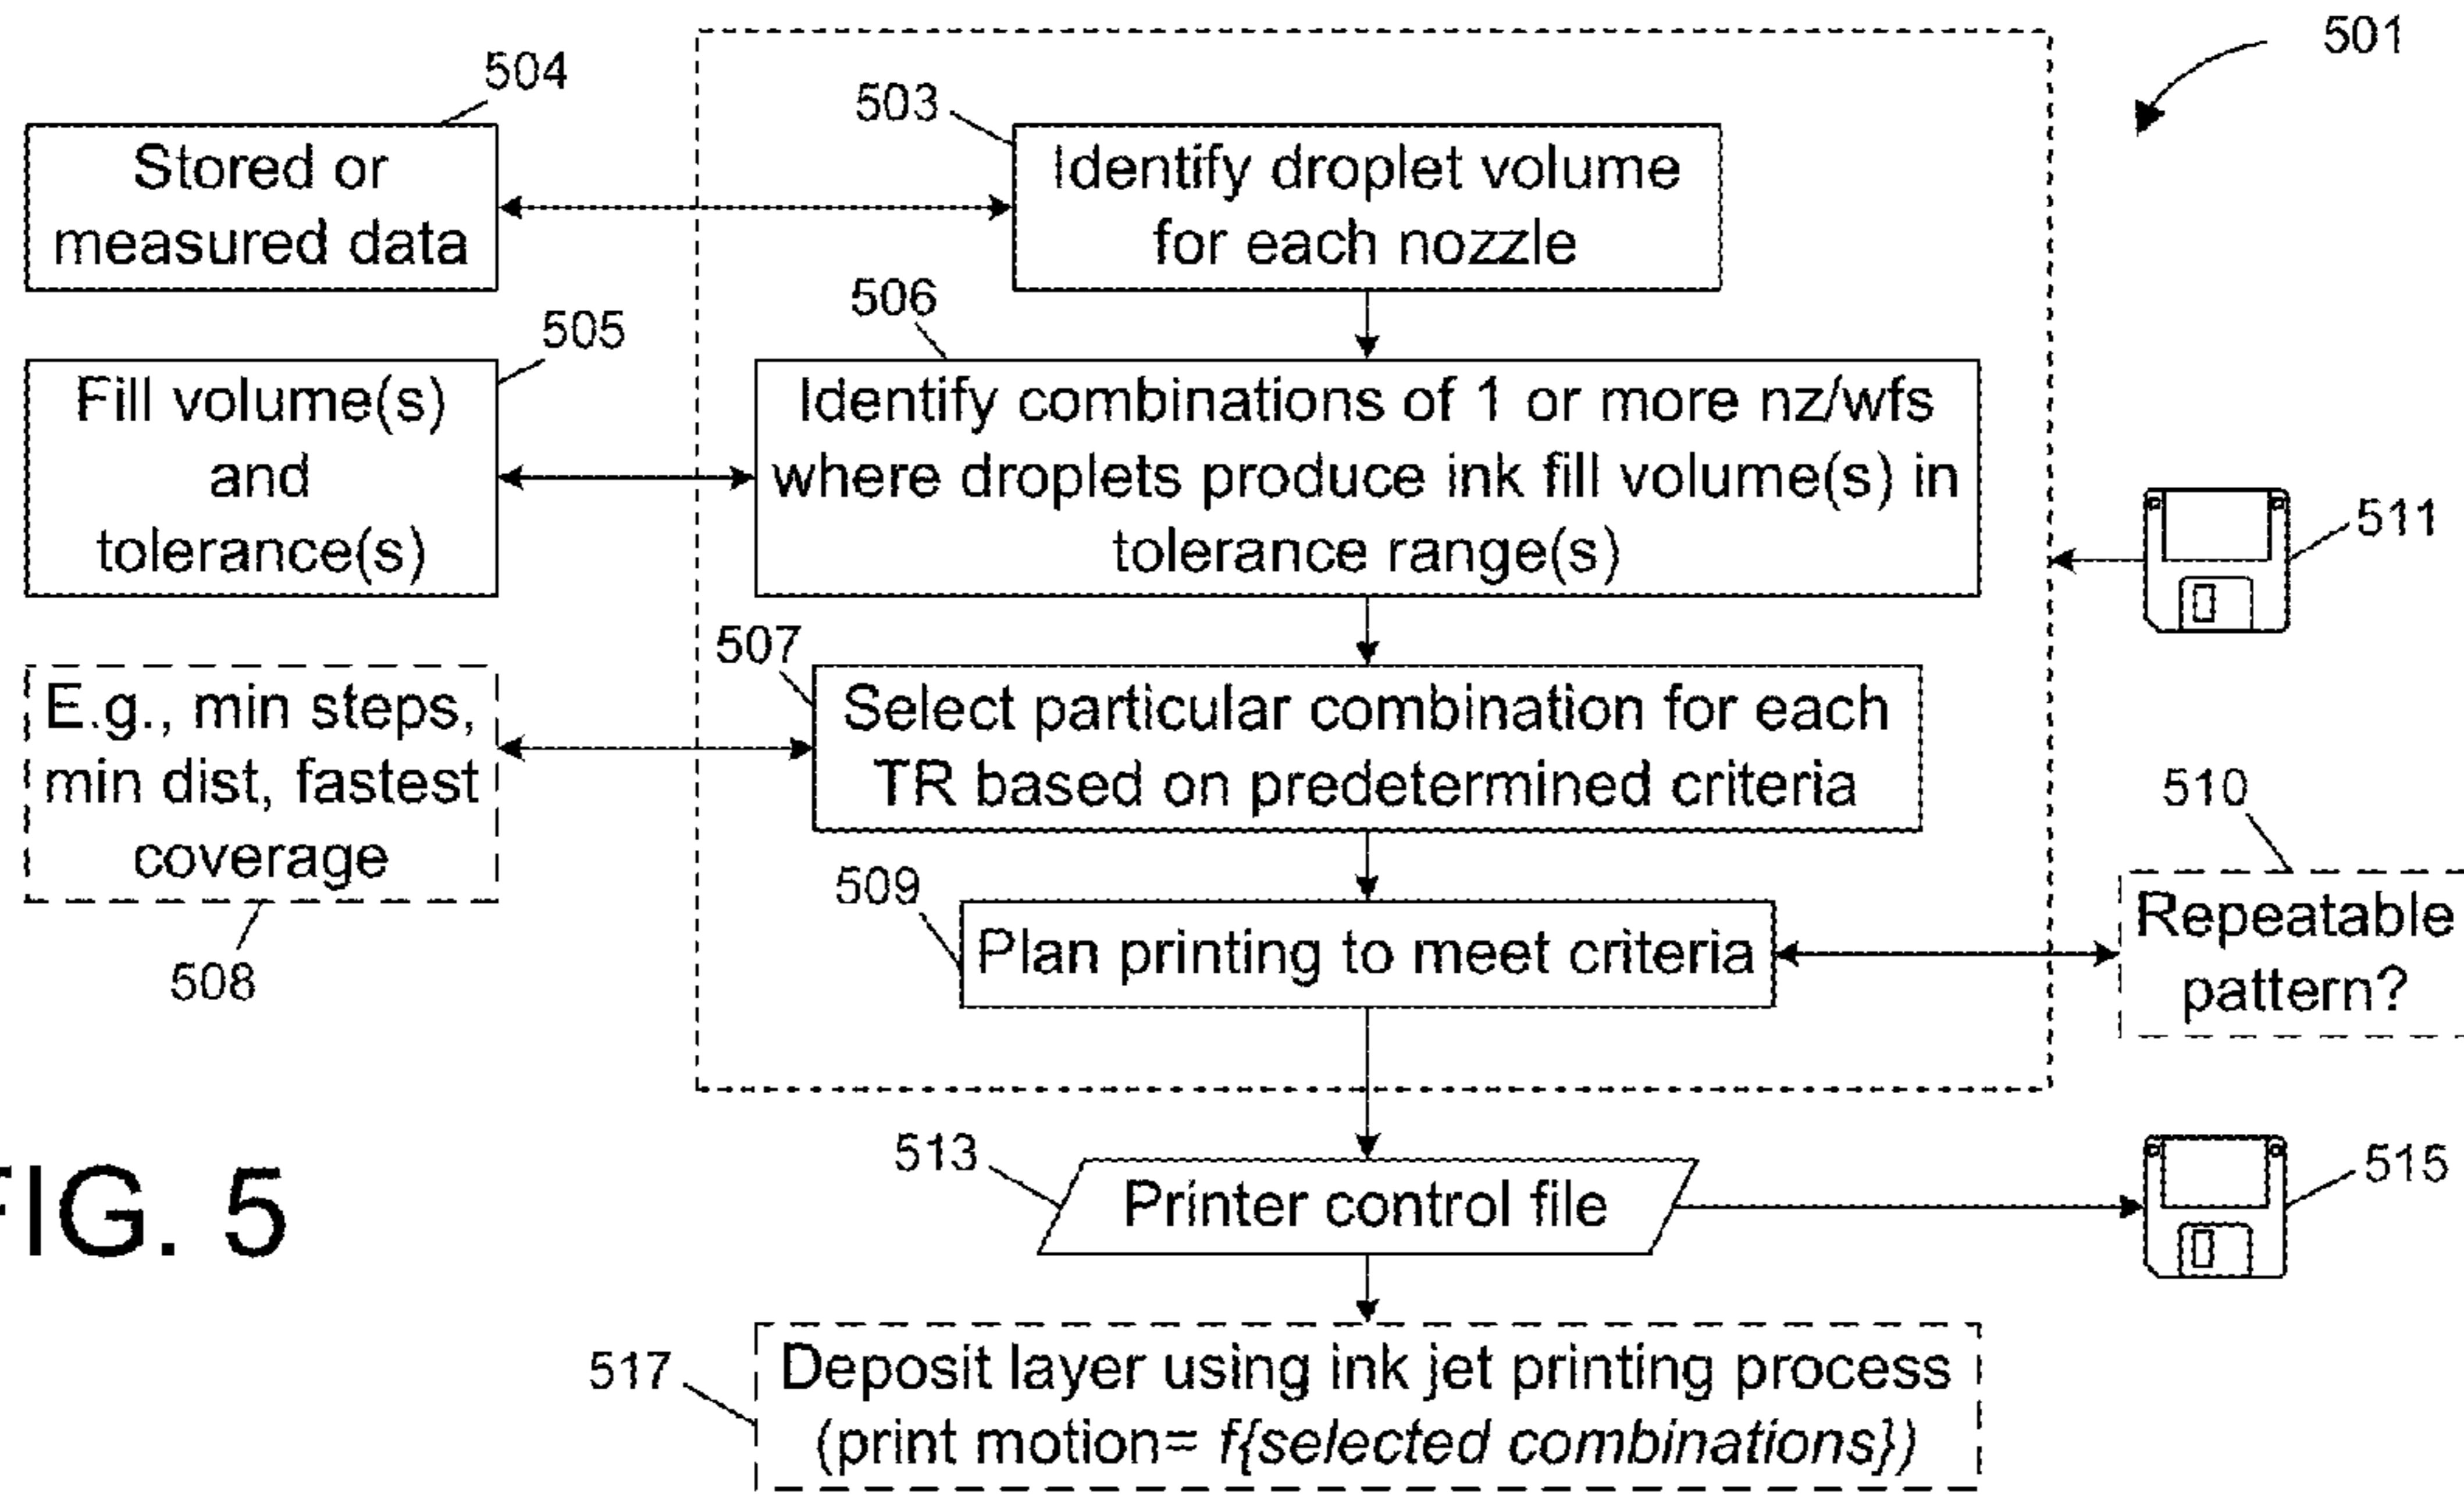 501
504
Stored or
measured data
503
Identify droplet volume
for each nozzle
505
Fill volume(s)
and
tolerance(s)
506
Identify combinations of 1 or more nz/wfs
where droplets produce ink fill volume(s) in
tolerance range(s)
511
507
Select particular combination for each
TR based on predetermined criteria
E.g., min steps,
min dist, fastest
coverage
508
509
Plan printing to meet criteria
510
Repeatable
pattern?
513
Printer control file
515
FIG. 5
517
Deposit layer using ink jet printing process
(print motion= f{selected combinations})